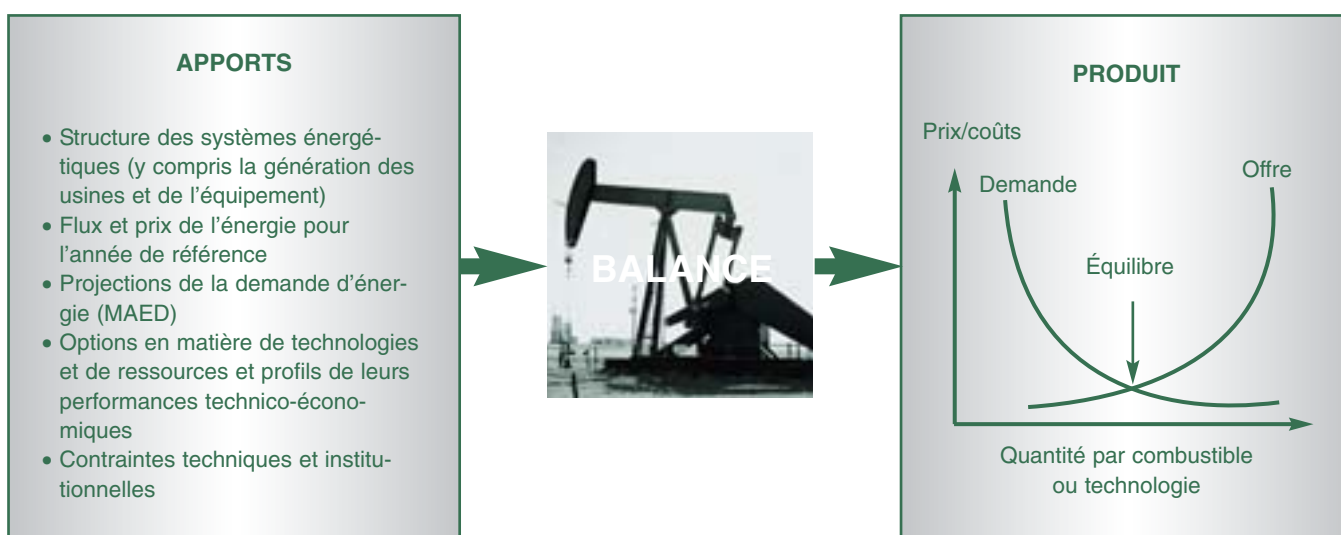 APPORTS
• Structure des systèmes énergé-
tiques (y compris la génération des
usines et de l'équipement)
• Flux et prix de l'énergie pour
l'année de référence
• Projections de la demande d'éner-
gie (MAED)
• Options en matière de technologies
et de ressources et profils de leurs
performances technico-écono-
miques
• Contraintes techniques et institu-
tionnelles
BALANCE
PRODUIT
Prix/coûts
Demande
Offre
Équilibre
Quantité par combustible
ou technologie